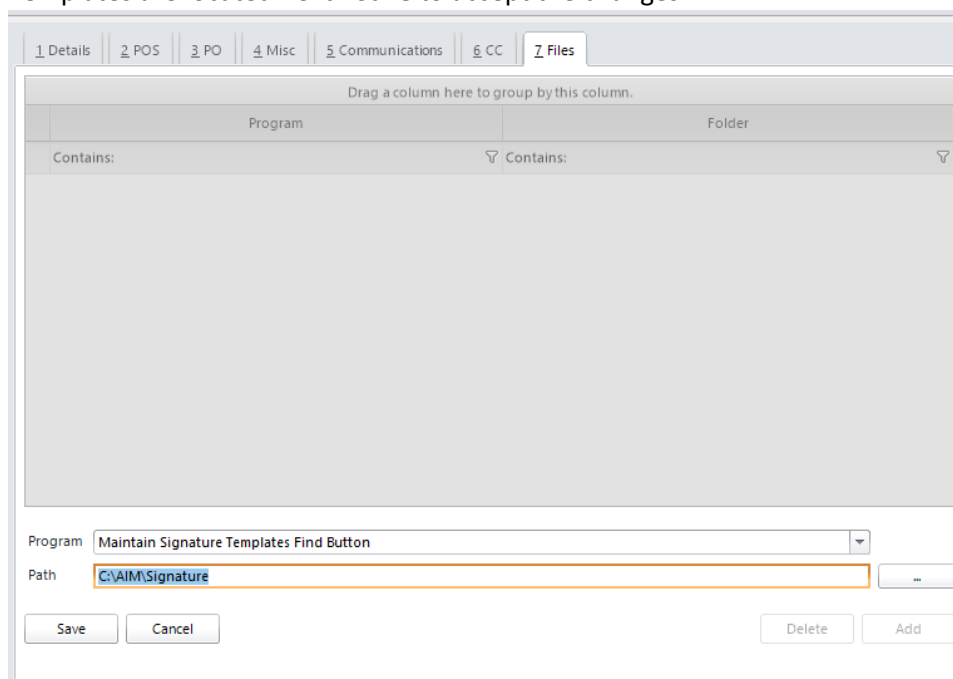 1 Details 2 POS 3 PO 4 Misc 5 Communications 6 CC 7 Files
Drag a column here to group by this column.
Program Folder
Contains: Contains:
Program Maintain Signature Templates Find Button
Path C:\AIM\Signature ...
Save Cancel Delete Add